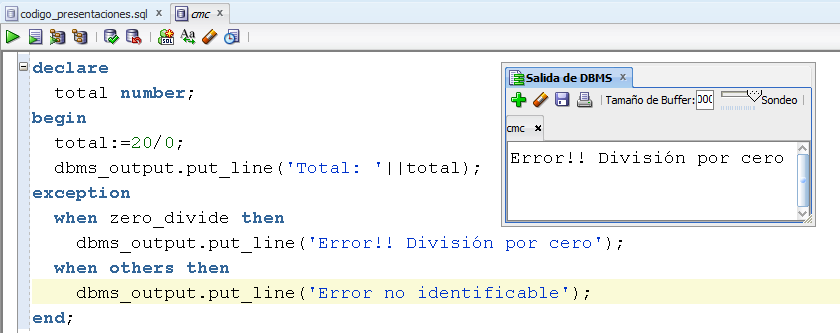 codigo_presentaciones.sql
cmc
declare
total number;
begin
total:=20/0;
dbms_output.put_line('Total: '||total);
exception
when zero_divide then
dbms_output.put_line('Error!! División por cero');
when others then
dbms_output.put_line('Error no identificable');
end;
Salida de DBMS
Tamaño de Buffer:
Sondeo
cmc
Error!! División por cero